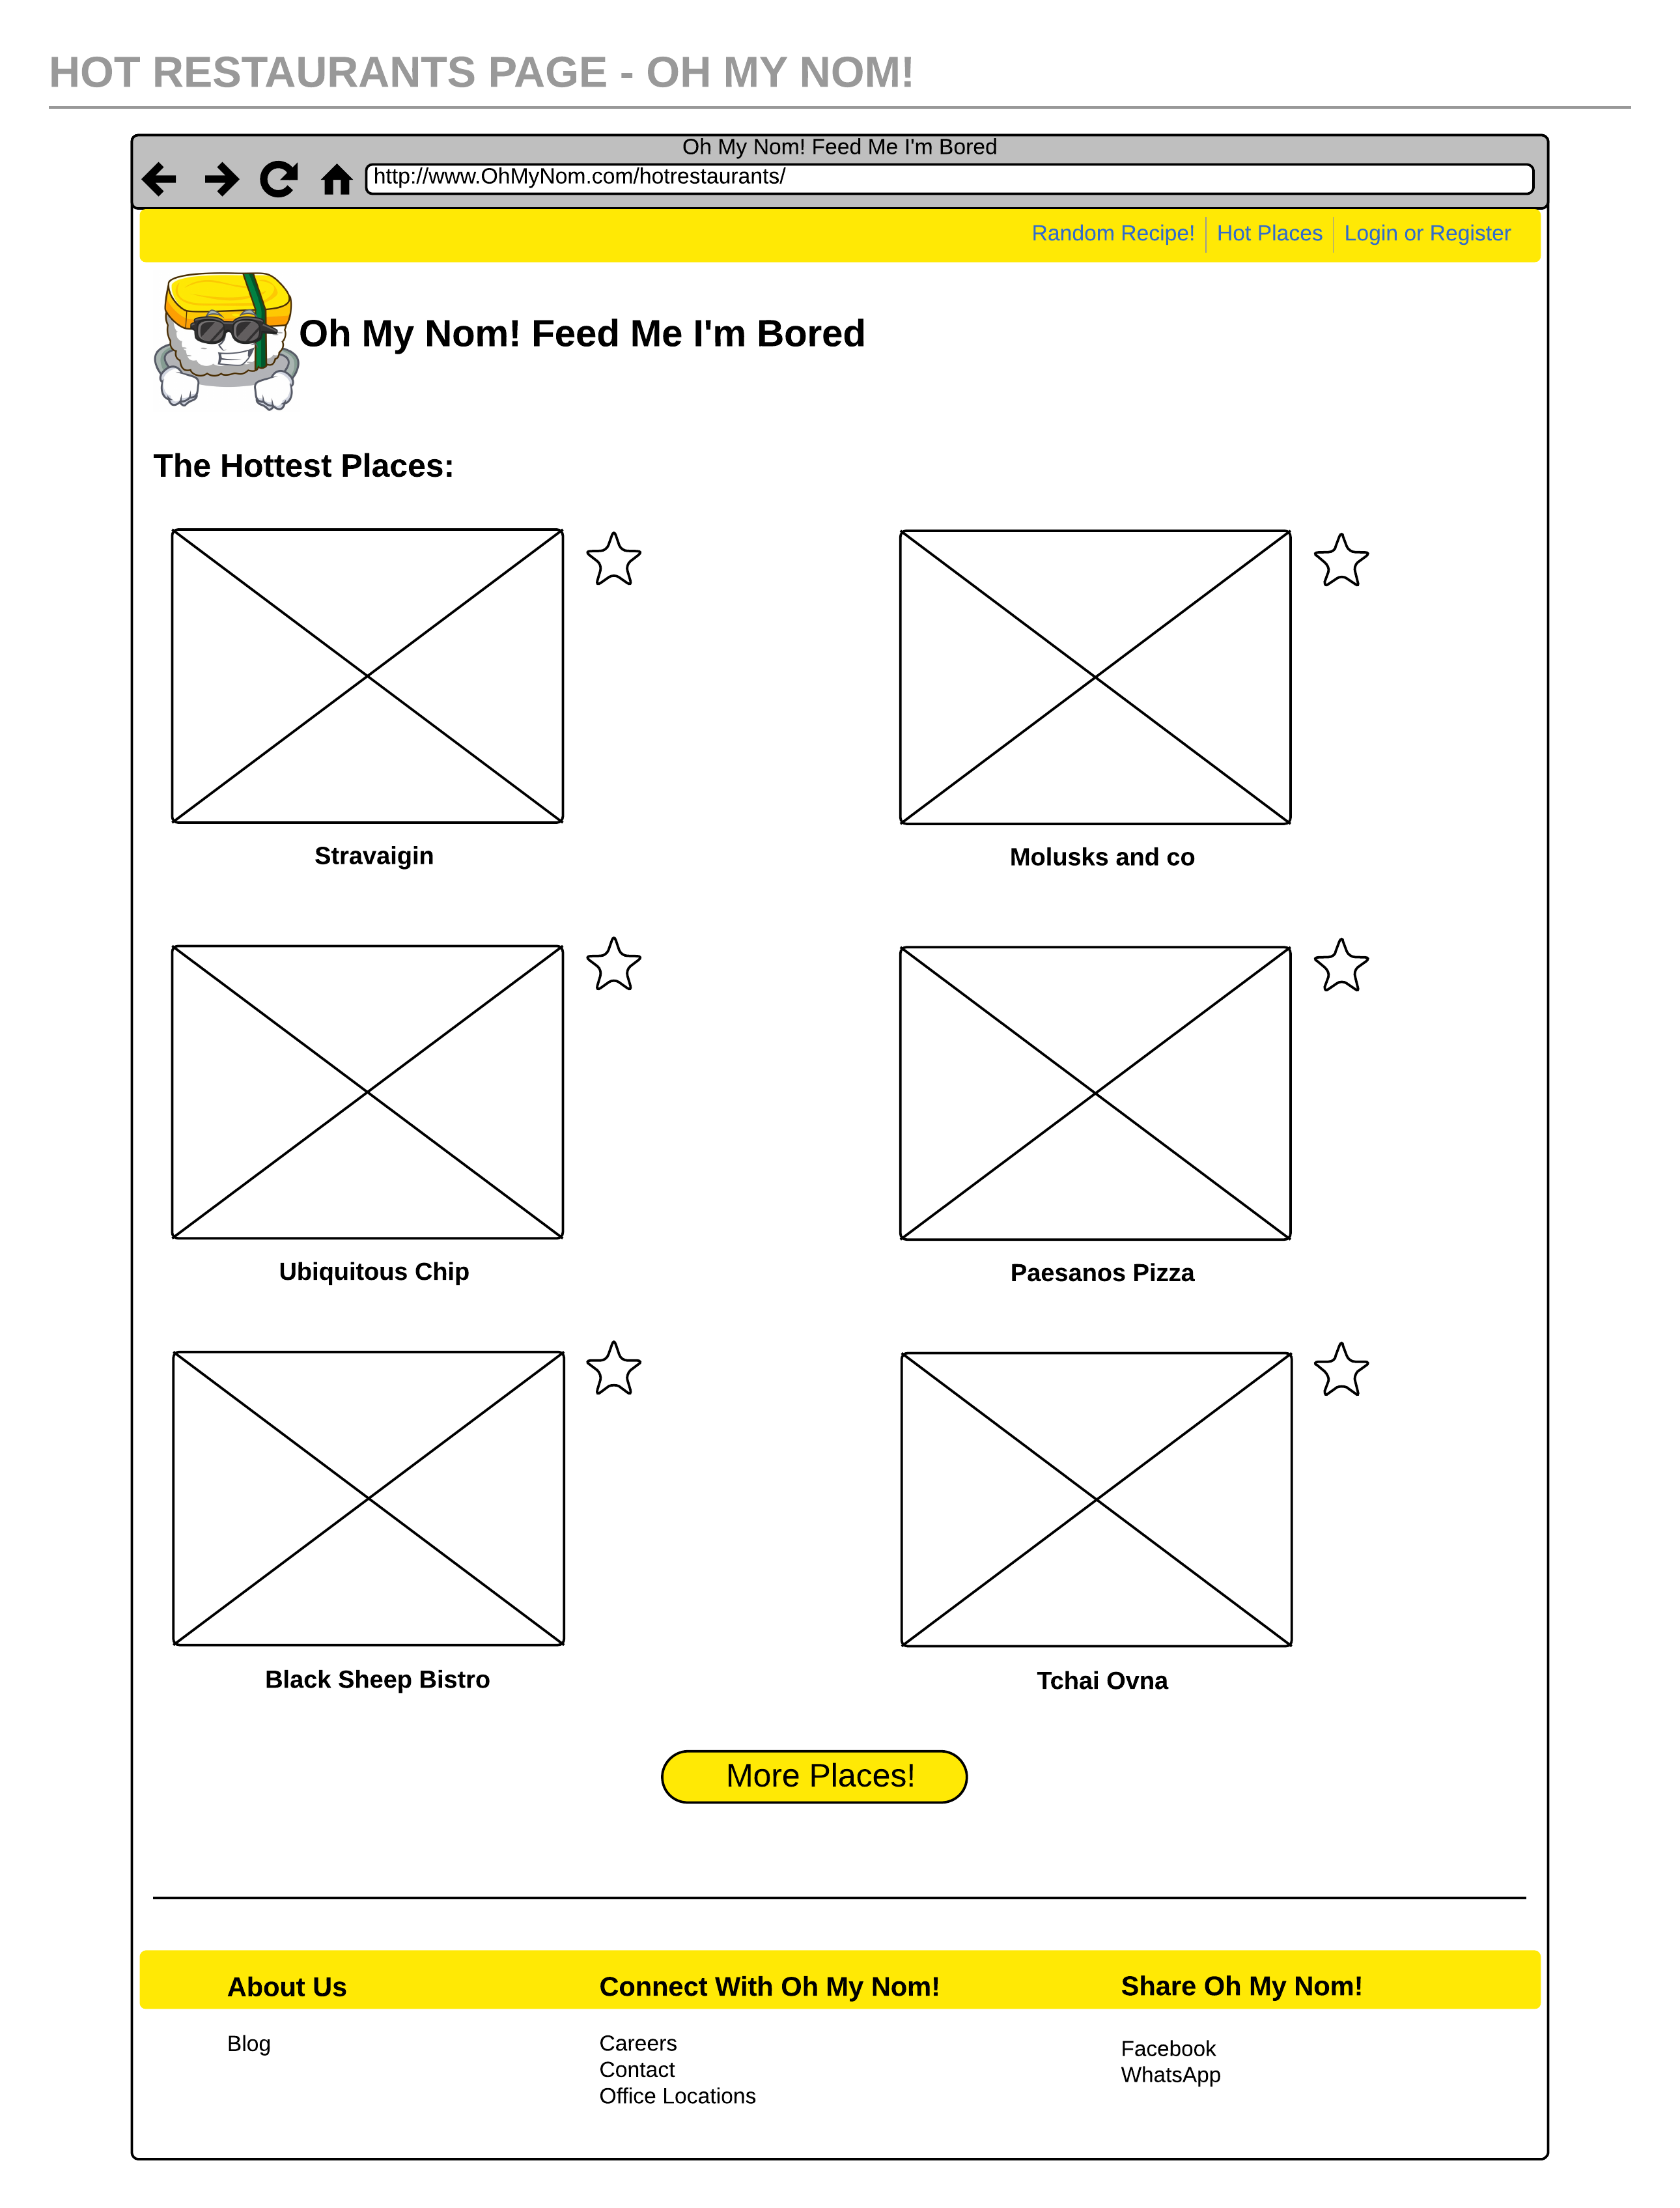 HOT RESTAURANTS PAGE - OH MY NOM!
Oh My Nom! Feed Me I'm Bored
http://www.OhMyNom.com/hotrestaurants/
Random Recipe! Hot Places Login or Register
Oh My Nom! Feed Me I'm Bored
The Hottest Places:
Stravaigin
Molusks and co
Ubiquitous Chip
Paesanos Pizza
Black Sheep Bistro
Tchai Ovna
More Places!
About Us
Blog
Connect With Oh My Nom!
Careers
Contact
Office Locations
Share Oh My Nom!
Facebook
WhatsApp